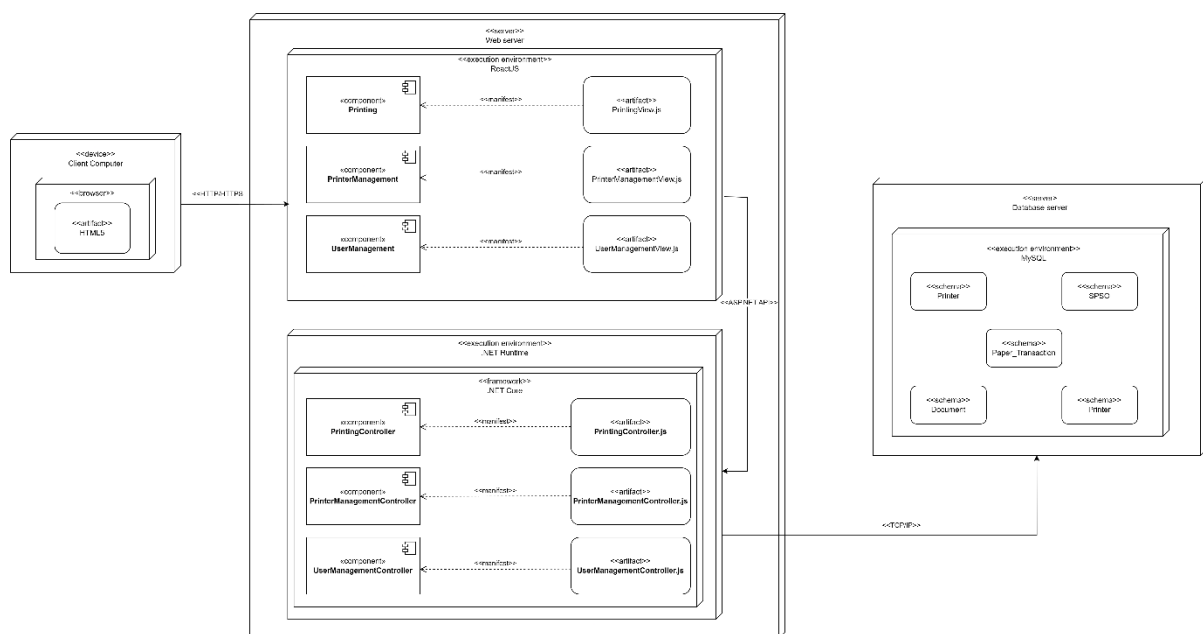 <<server>>
Web server
<<execution environment>>
ReactJS
«component»
Printing
<<manifest>>
<<artifact>>
PrintingView.js
«component»
PrinterManagement
<<manifest>>
<<artifact>>
PrinterManagementView.js
«component»
UserManagement
<<manifest>>
<<artifact>>
UserManagementView.js
<<device>>
Client Computer
<<browser>>
<<artifact>>
HTML5
<<HTTP/HTTPS
<<ASP.NET AP>>
<<execution environment>>
.NET Runtime
<<framework>>
.NET Core
«component»
PrintingController
<<manifest>>
<<artifact>>
PrintingController.js
«component»
PrinterManagementController
<<manifest>>
<<artifact>>
PrinterManagementController.js
«component»
UserManagementController
<<manifest>>
<<artifact>>
UserManagementController.js
<<TCP/IP>>
<<server>>
Database server
<<execution environment>>
MySQL
<<schema>>
Printer
<<schema>>
SPSO
<<schema>>
Paper_Transaction
<<schema>>
Document
<<schema>>
Printer